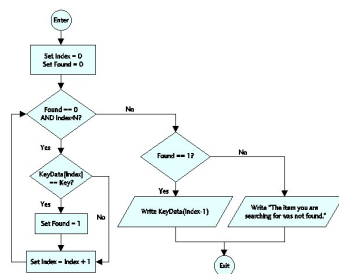 Enter
Set Index = 0
Set Found = 0
Found == 0
AND Index<N?
No
Yes
KeyData[Index]
== Key?
Found == 1?
Yes
No
Yes
No
Set Found = 1
Write KeyData(Index-1)
Write "The item you are
searching for was not found."
Set Index = Index + 1
Exit